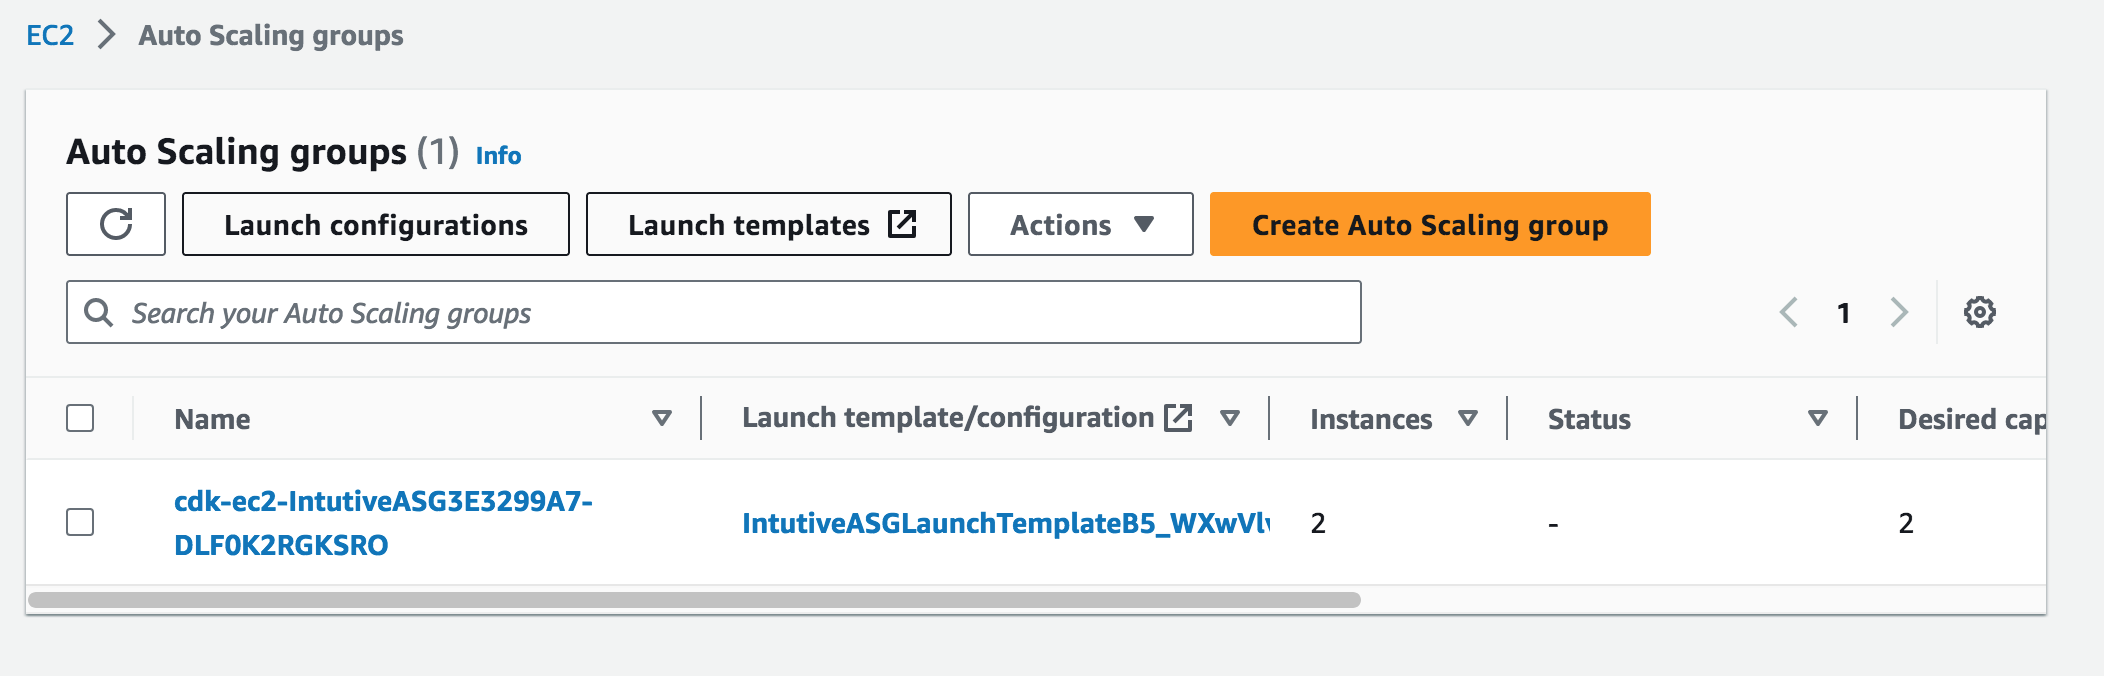 EC2 Auto Scaling groups
Auto Scaling groups (1) Info
Launch configurations Launch templates Actions Create Auto Scaling group
Search your Auto Scaling groups 1
Name Launch template/configuration Instances Status Desired cap
cdk-ec2-IntutiveASG3E3299A7-
DLF0K2RGKSRO
IntutiveASGLaunchTemplateB5_WXwVlv 2 - 2